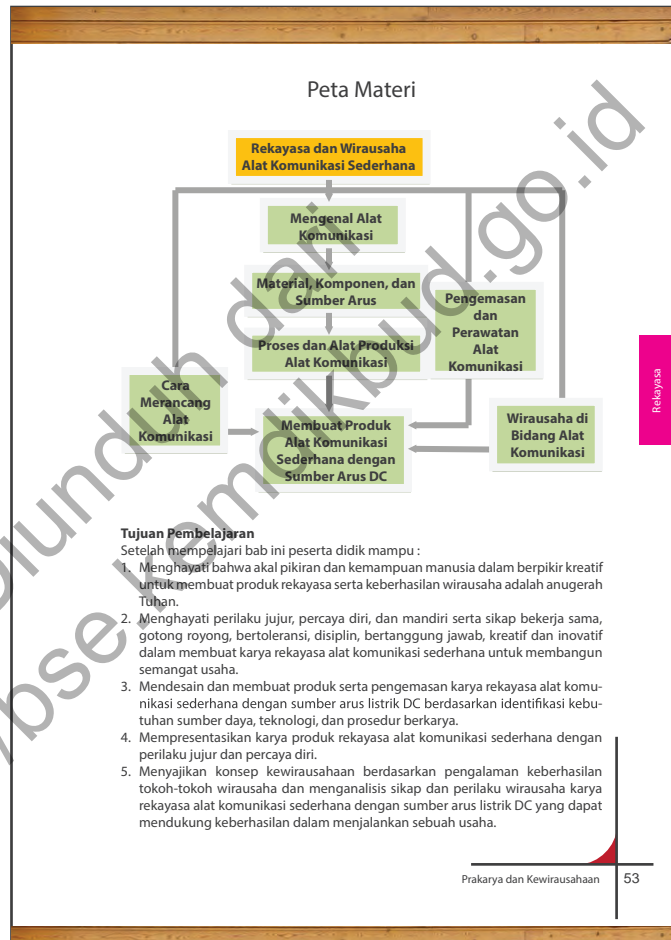 Peta Materi
Rekayasa dan Wirausaha
Alat Komunikasi Sederhana
Mengenal Alat
Komunikasi
Material, Komponen, dan
Sumber Arus
Proses dan Alat Produksi
Alat Komunikasi
Pengemasan
dan
Perawatan
Alat
Komunikasi
Cara
Merancang
Alat
Komunikasi
Membuat Produk
Alat Komunikasi
Sederhana dengan
Sumber Arus DC
Wirausaha di
Bidang Alat
Komunikasi
Rekayasa
Tujuan Pembelajaran
Setelah mempelajari bab ini peserta didik mampu :
1. Menghayati bahwa akal pikiran dan kemampuan manusia dalam berpikir kreatif
untuk membuat produk rekayasa serta keberhasilan wirausaha adalah anugerah
Tuhan.
2. Menghayati perilaku jujur, percaya diri, dan mandiri serta sikap bekerja sama,
gotong royong, bertoleransi, disiplin, bertanggung jawab, kreatif dan inovatif
dalam membuat karya rekayasa alat komunikasi sederhana untuk membangun
semangat usaha.
3. Mendesain dan membuat produk serta pengemasan karya rekayasa alat komu-
nikasi sederhana dengan sumber arus listrik DC berdasarkan identifikasi kebu-
tuhan sumber daya, teknologi, dan prosedur berkarya.
4. Mempresentasikan karya produk rekayasa alat komunikasi sederhana dengan
perilaku jujur dan percaya diri.
5. Menyajikan konsep kewirausahaan berdasarkan pengalaman keberhasilan
tokoh-tokoh wirausaha dan menganalisis sikap dan perilaku wirausaha karya
rekayasa alat komunikasi sederhana dengan sumber arus listrik DC yang dapat
mendukung keberhasilan dalam menjalankan sebuah usaha.
Prakarya dan Kewirausahaan 53
diunduh dari
/bse.kemdikbud.go.id